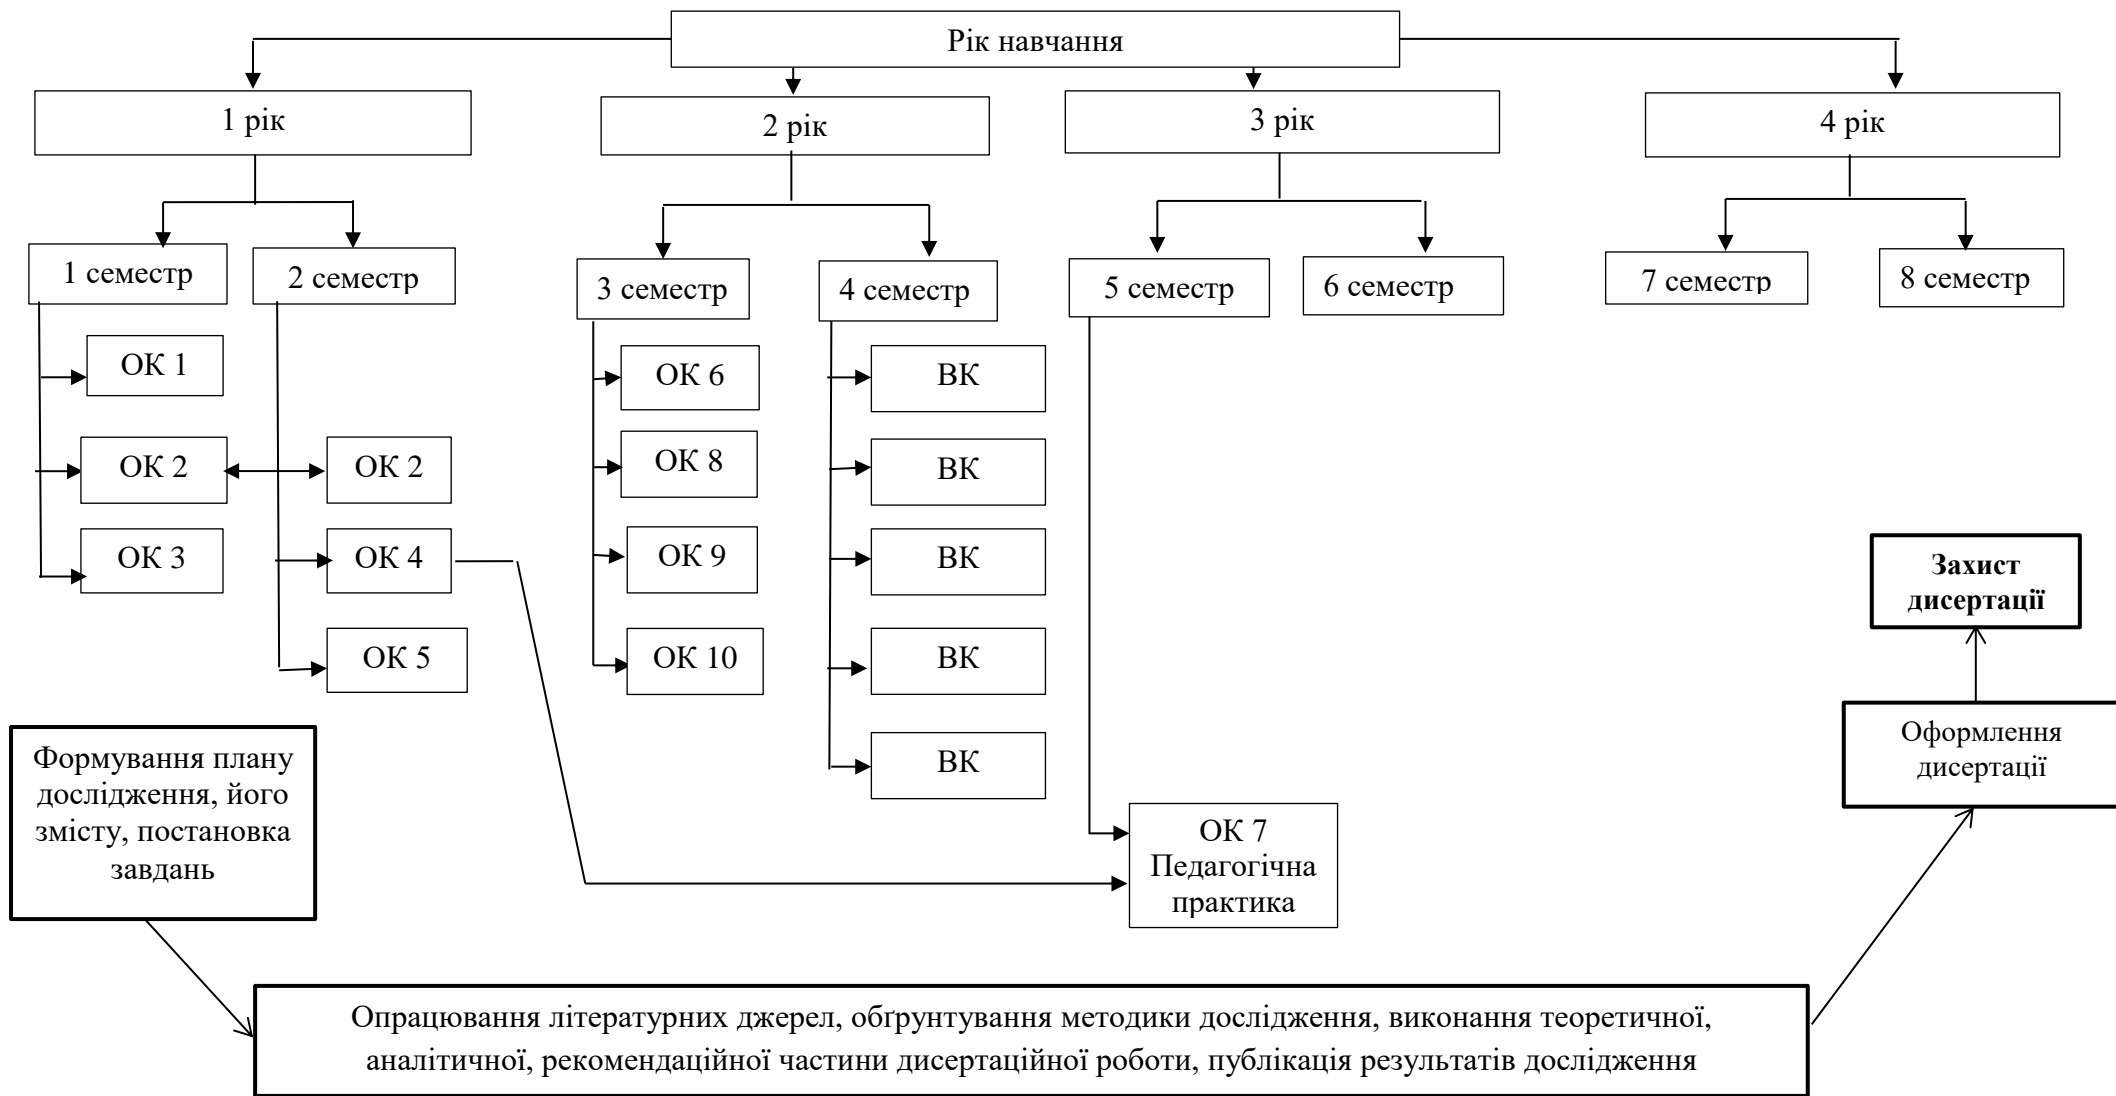 Рік навчання
1 рік
2 рік
3 рік
4 рік
1 семестр
2 семестр
3 семестр
4 семестр
5 семестр
6 семестр
7 семестр
8 семестр
ОК 1
ОК 6
ВК
ОК 2
ОК 2
ОК 8
ВК
ОК 3
ОК 4
ОК 9
ВК
Захист
дисертації
ОК 5
ОК 10
ВК
ВК
Формування плану
дослідження, його
змісту, постановка
завдань
Оформлення
дисертації
ОК 7
Педагогічна
практика
Опрацювання літературних джерел, обґрунтування методики дослідження, виконання теоретичної,
аналітичної, рекомендаційної частини дисертаційної роботи, публікація результатів дослідження